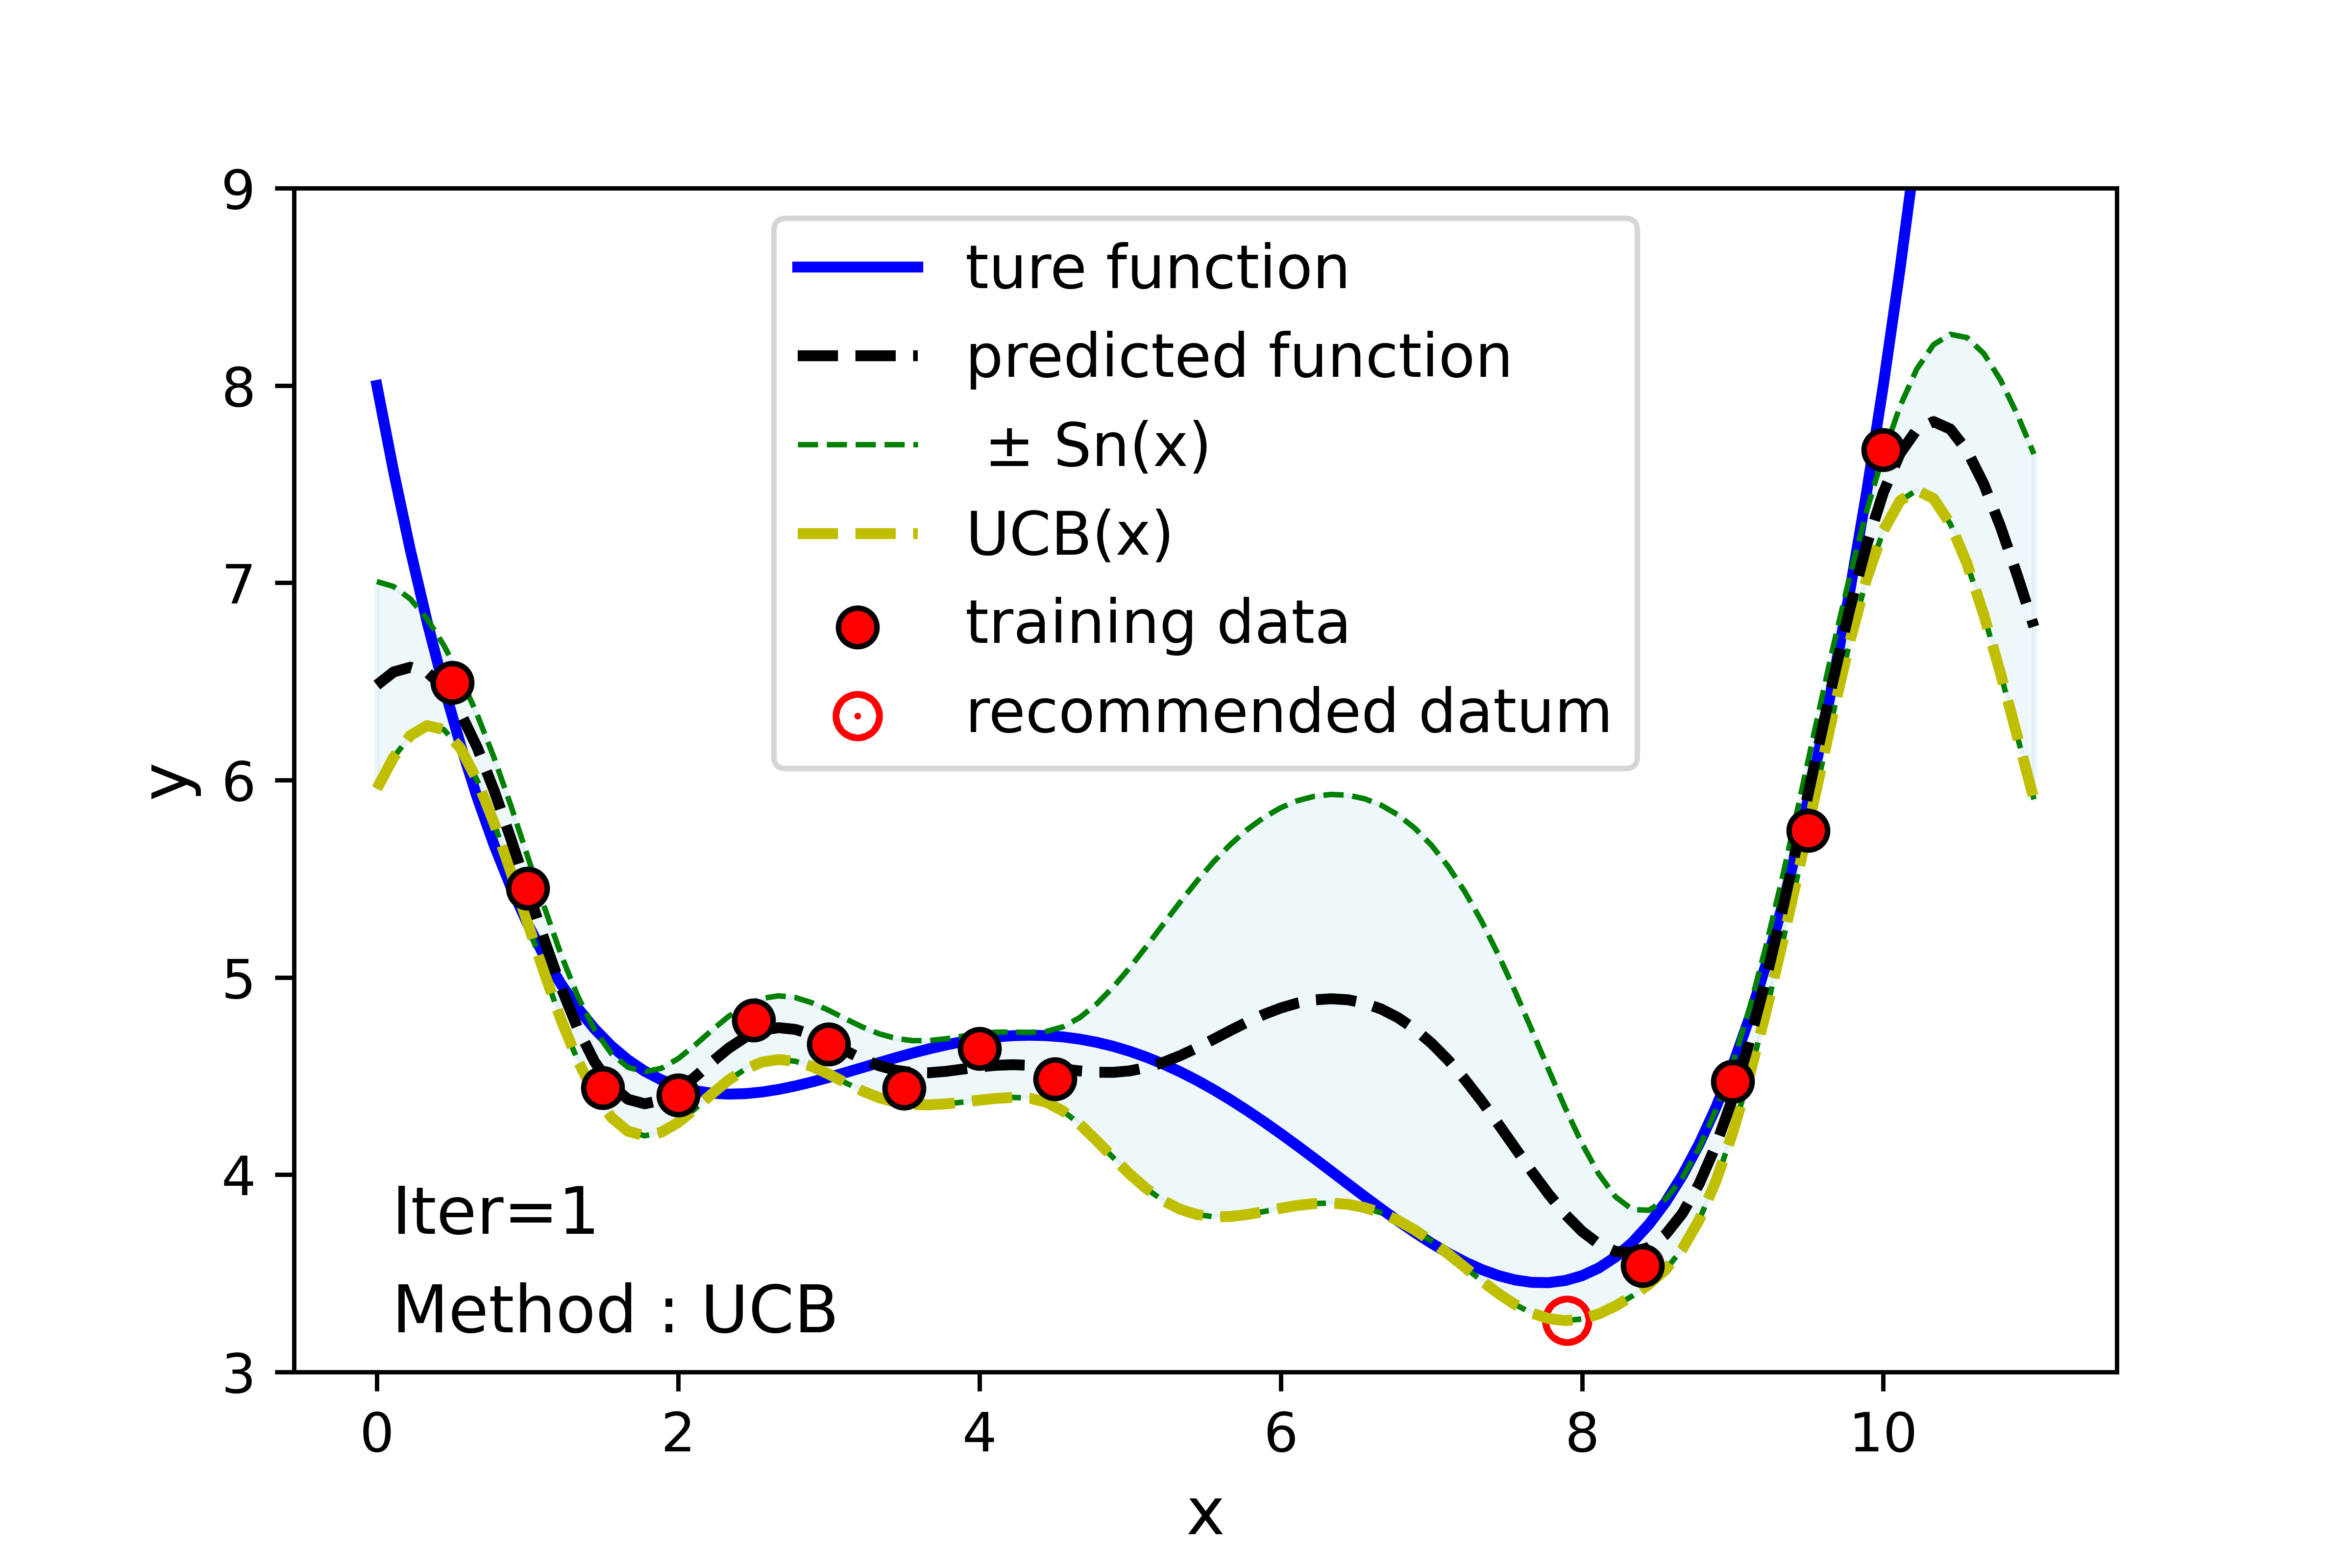 9
8
7
6
5
4
3
y
ture function
predicted function
± Sn(x)
UCB(x)
training data
recommended datum
Iter=1
Method : UCB
0 2 4 6 8 10
x